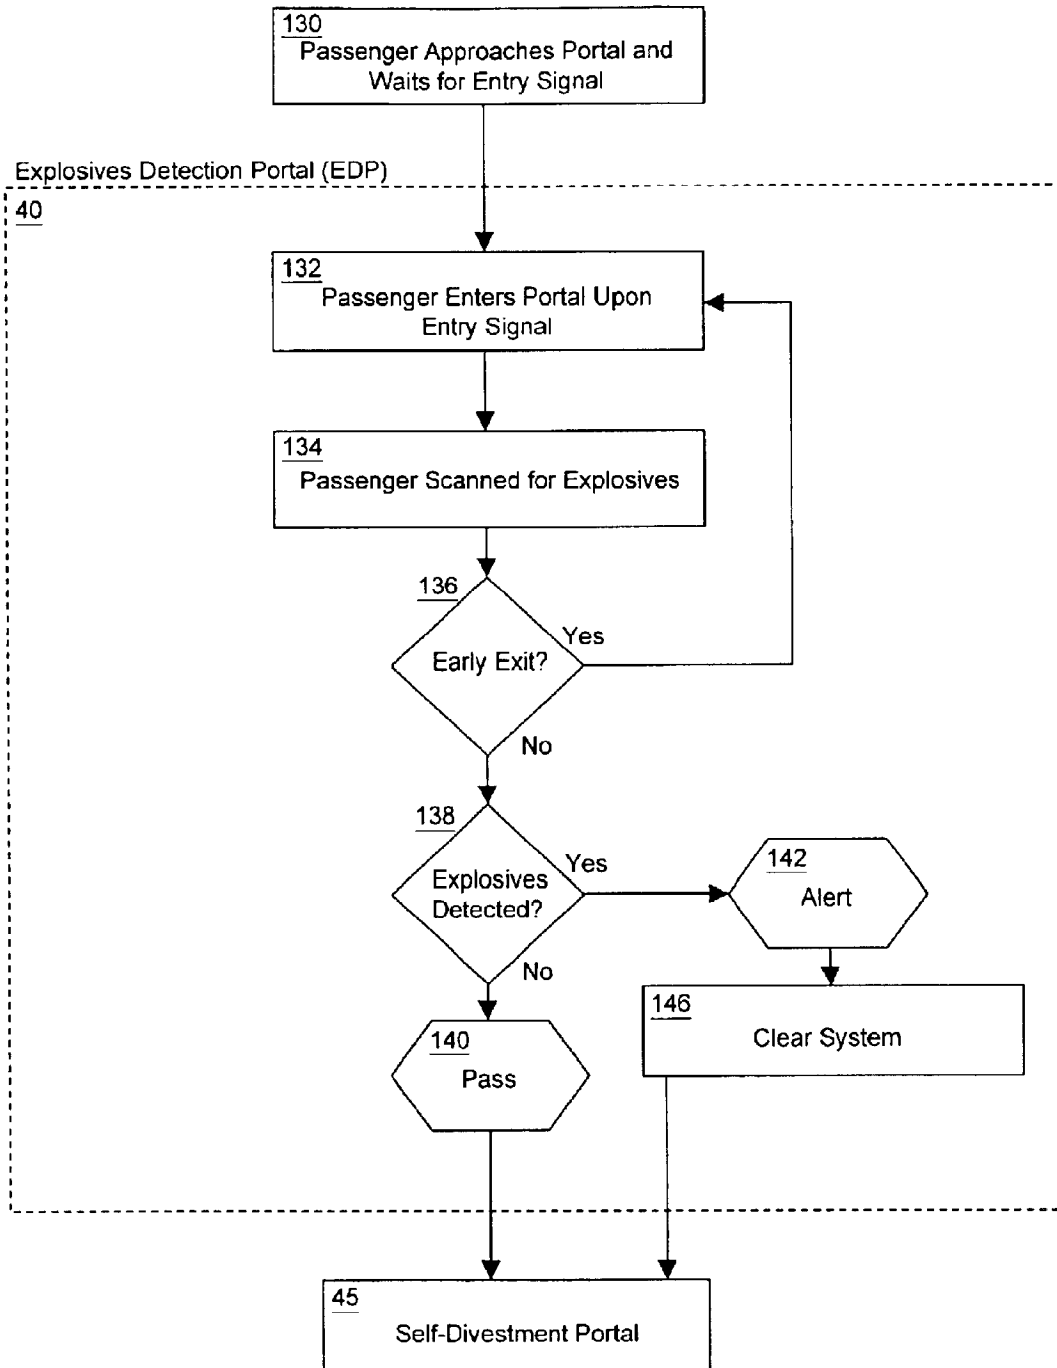 130
Passenger Approaches Portal and
Waits for Entry Signal
Explosives Detection Portal (EDP)
40
132
Passenger Enters Portal Upon
Entry Signal
134
Passenger Scanned for Explosives
136
Yes
Early Exit?
No
138
Yes
Explosives
Detected?
No
142
Alert
146
Clear System
140
Pass
45
Self-Divestment Portal